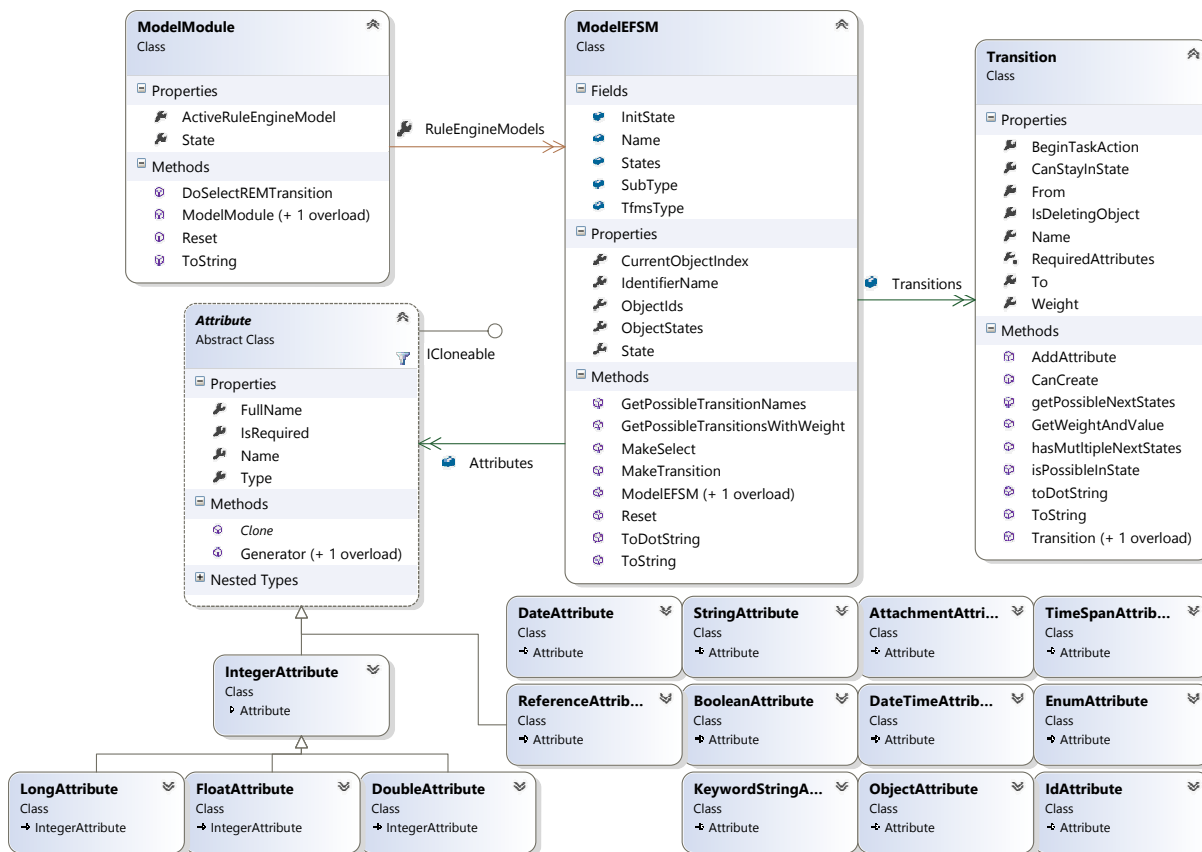 ModelModule
Class
Properties
ActiveRuleEngineModel
State
Methods
DoSelectREMTransition
ModelModule (+ 1 overload)
Reset
ToString
RuleEngineModels
ModelEFSM
Class
Fields
InitState
Name
States
SubType
TfmsType
Properties
CurrentObjectIndex
IdentifierName
ObjectIds
ObjectStates
State
Methods
GetPossibleTransitionNames
GetPossibleTransitionsWithWeight
MakeSelect
MakeTransition
ModelEFSM (+ 1 overload)
Reset
ToDotString
ToString
Transitions
Transition
Class
Properties
BeginTaskAction
CanStayInState
From
IsDeletingObject
Name
RequiredAttributes
To
Weight
Methods
AddAttribute
CanCreate
getPossibleNextStates
GetWeightAndValue
hasMutltipleNextStates
isPossibleInState
toDotString
ToString
Transition (+ 1 overload)
Attribute
Abstract Class
Properties
FullName
IsRequired
Name
Type
Methods
Clone
Generator (+ 1 overload)
Nested Types
ICloneable
Attributes
IntegerAttribute
Class
Attribute
LongAttribute
Class
IntegerAttribute
FloatAttribute
Class
IntegerAttribute
DoubleAttribute
Class
IntegerAttribute
DateAttribute
Class
Attribute
StringAttribute
Class
Attribute
AttachmentAttri...
Class
Attribute
TimeSpanAttrib...
Class
Attribute
ReferenceAttrib...
Class
Attribute
BooleanAttribute
Class
Attribute
DateTimeAttrib...
Class
Attribute
EnumAttribute
Class
Attribute
KeywordStringA...
Class
Attribute
ObjectAttribute
Class
Attribute
IdAttribute
Class
Attribute